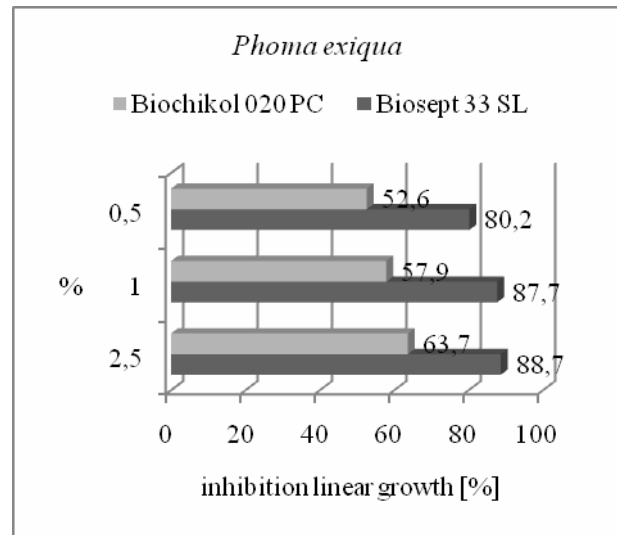 Phoma exiqua
Biochikol 020 PC Biosept 33 SL
52,6
0,5 80,2
57,9
% 1 87,7
63,7
2,5 88,7
0 20 40 60 80 100
inhibition linear growth [%]